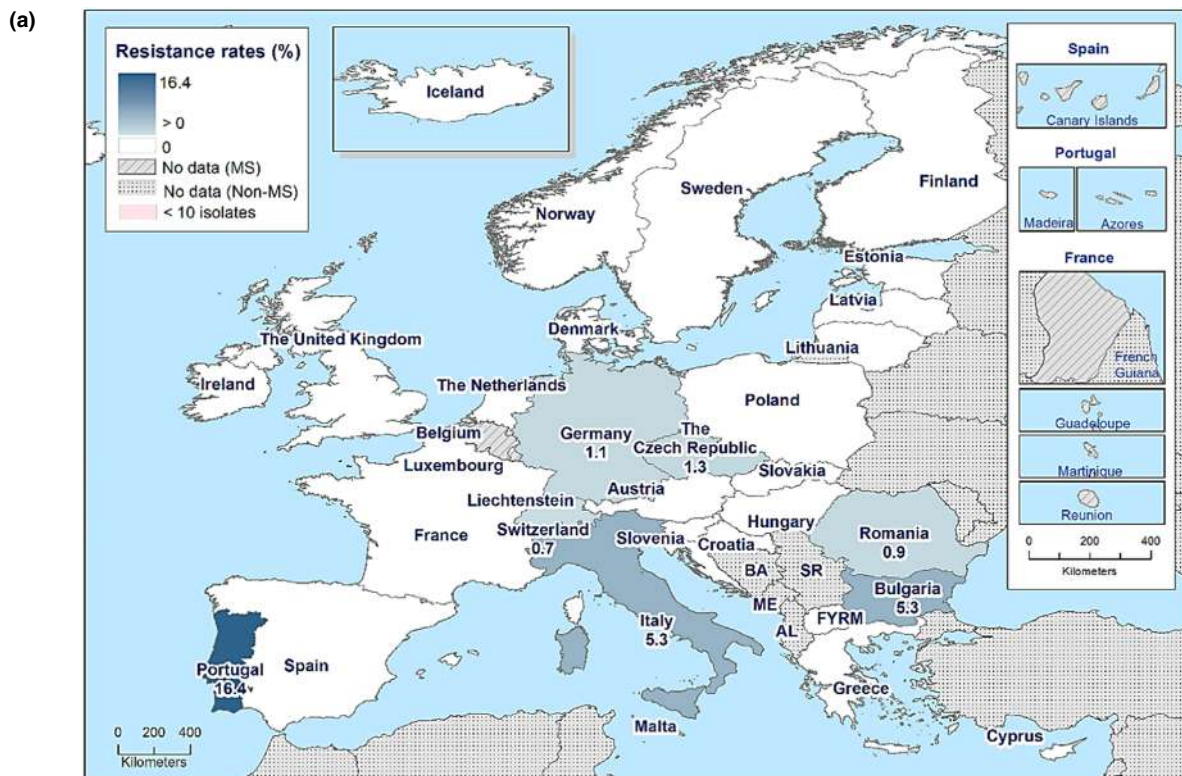 (a)
Resistance rates (%)
16.4
> 0
0
No data (MS)
No data (Non-MS)
< 10 isolates
Iceland
Norway
Sweden
Finland
Estonia
Latvia
Lithuania
Denmark
The United Kingdom
Ireland
The Netherlands
Poland
Belgium
Germany
1.1
The
Czech Republic
1.3
Luxembourg
Slovakia
Liechtenstein
Austria
France
Switzerland
0.7
Slovenia
Hungary
Croatia
Romania
0.9
BA
SR
Bulgaria
5.3
ME
Italy
5.3
FYRM
AL
Portugal
16.4
Spain
Greece
Malta
Cyprus
0 200 400
Kilometers
Spain
Canary Islands
Portugal
Madeira
Azores
France
French
Guiana
Guadeloupe
Martinique
Reunion
0 200 400
Kilometers